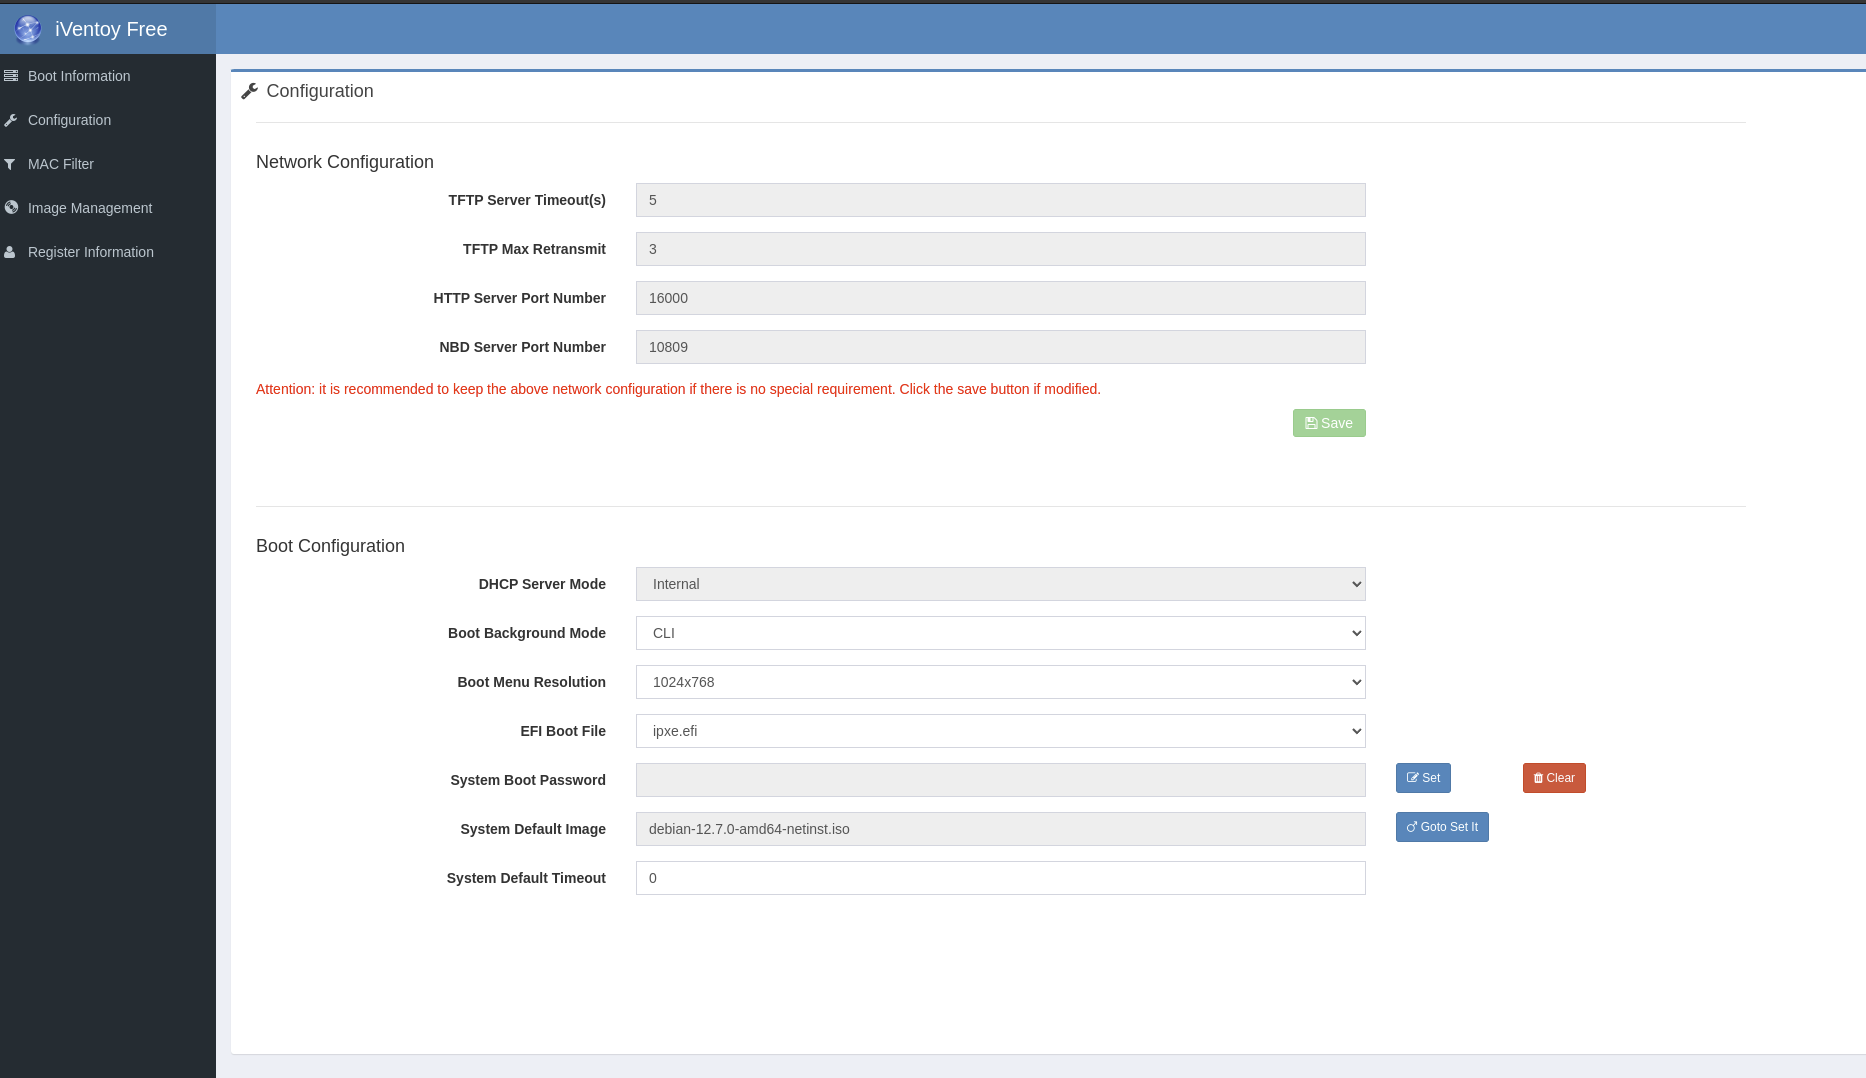 iVentoy Free
Boot Information
Configuration
MAC Filter
Image Management
Register Information
Configuration
Network Configuration
TFTP Server Timeout(s) 5
TFTP Max Retransmit 3
HTTP Server Port Number 16000
NBD Server Port Number 10809
Attention: it is recommended to keep the above network configuration if there is no special requirement. Click the save button if modified.
Save
Boot Configuration
DHCP Server Mode Internal
Boot Background Mode CLI
Boot Menu Resolution 1024x768
EFI Boot File ipxe.efi
System Boot Password Set Clear
System Default Image debian-12.7.0-amd64-netinst.iso Goto Set It
System Default Timeout 0